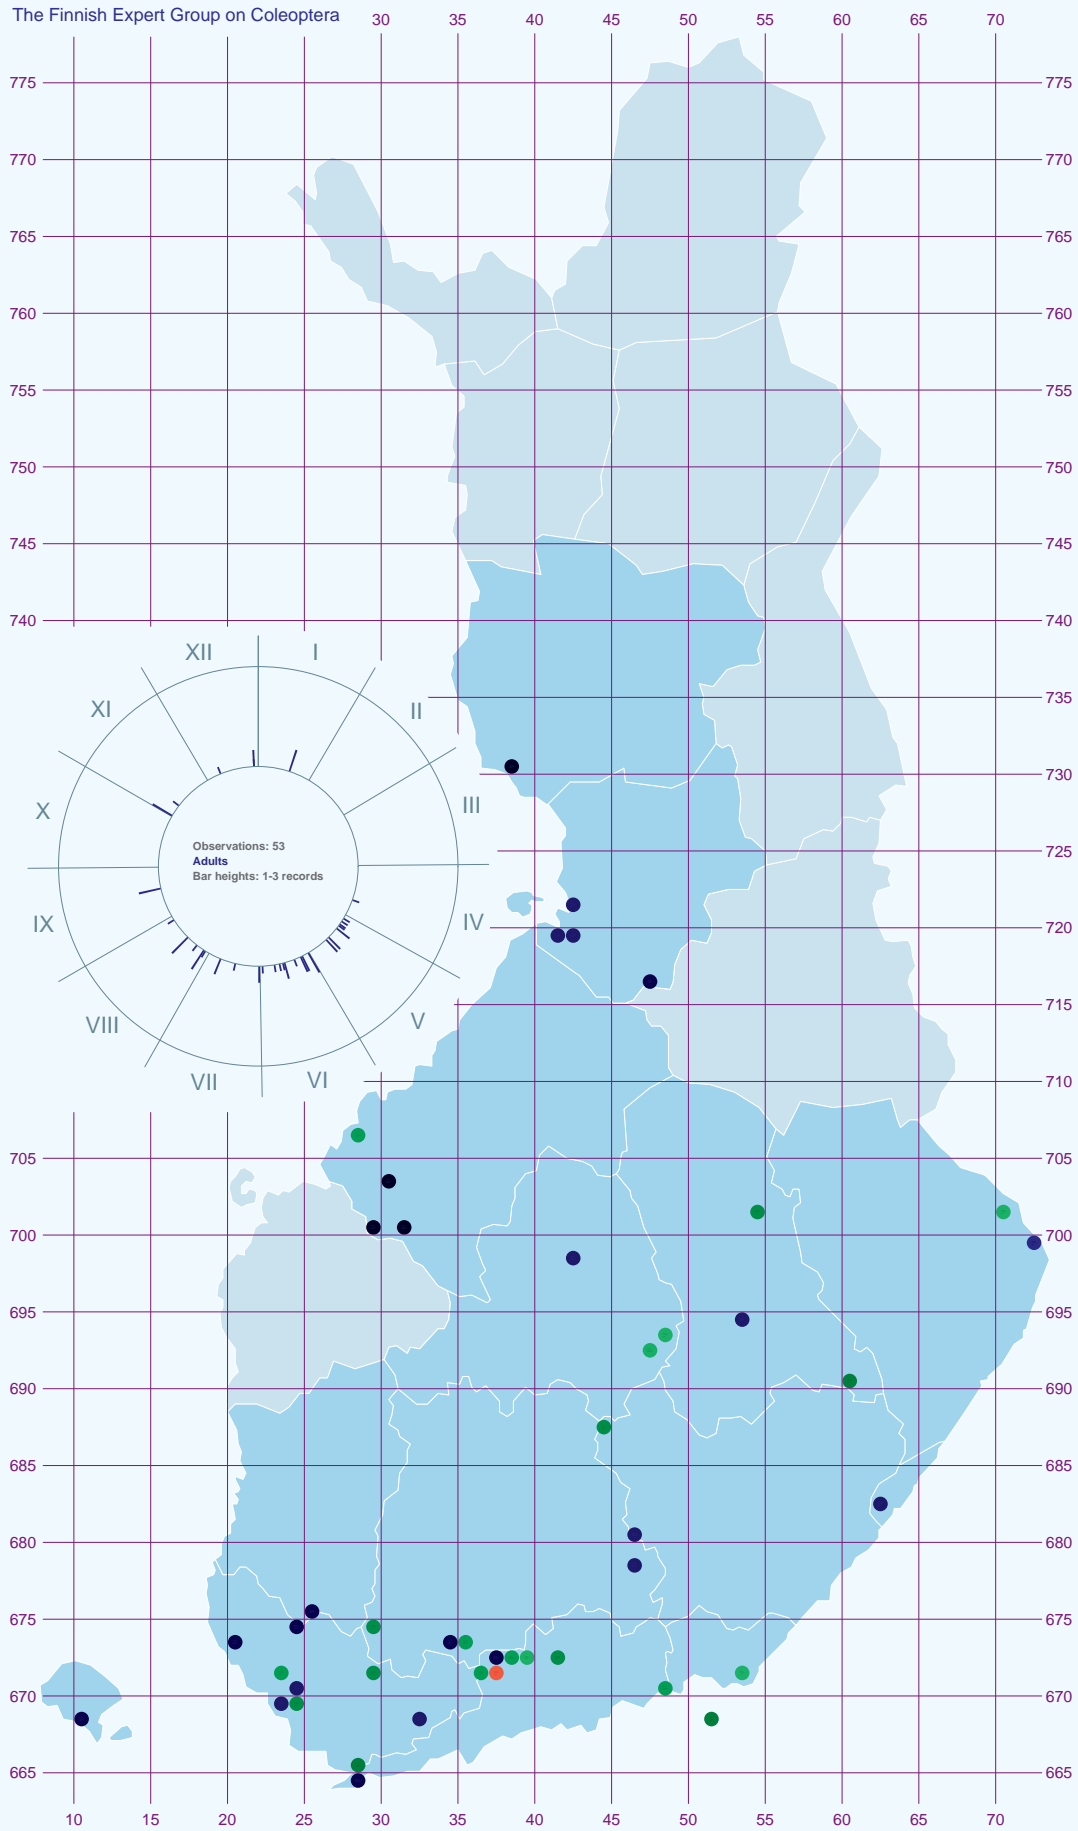 The Finnish Expert Group on Coleoptera
30 40 45 50 55 60 70
775 775
770 770
765 765
760 760
755 755
750 750
745 745
740 740
XII I
XI II
735
730
X III
Observations: 53
Adults
Bar heights: 1-3 records
725
IX IV
720
VIII V
715
VII VI
710
705 705
700 700
695 695
690 690
685 685
680 680
675 675
670 670
665 665
10 15 20 25 30 35 40 45 50 55 60 65 70